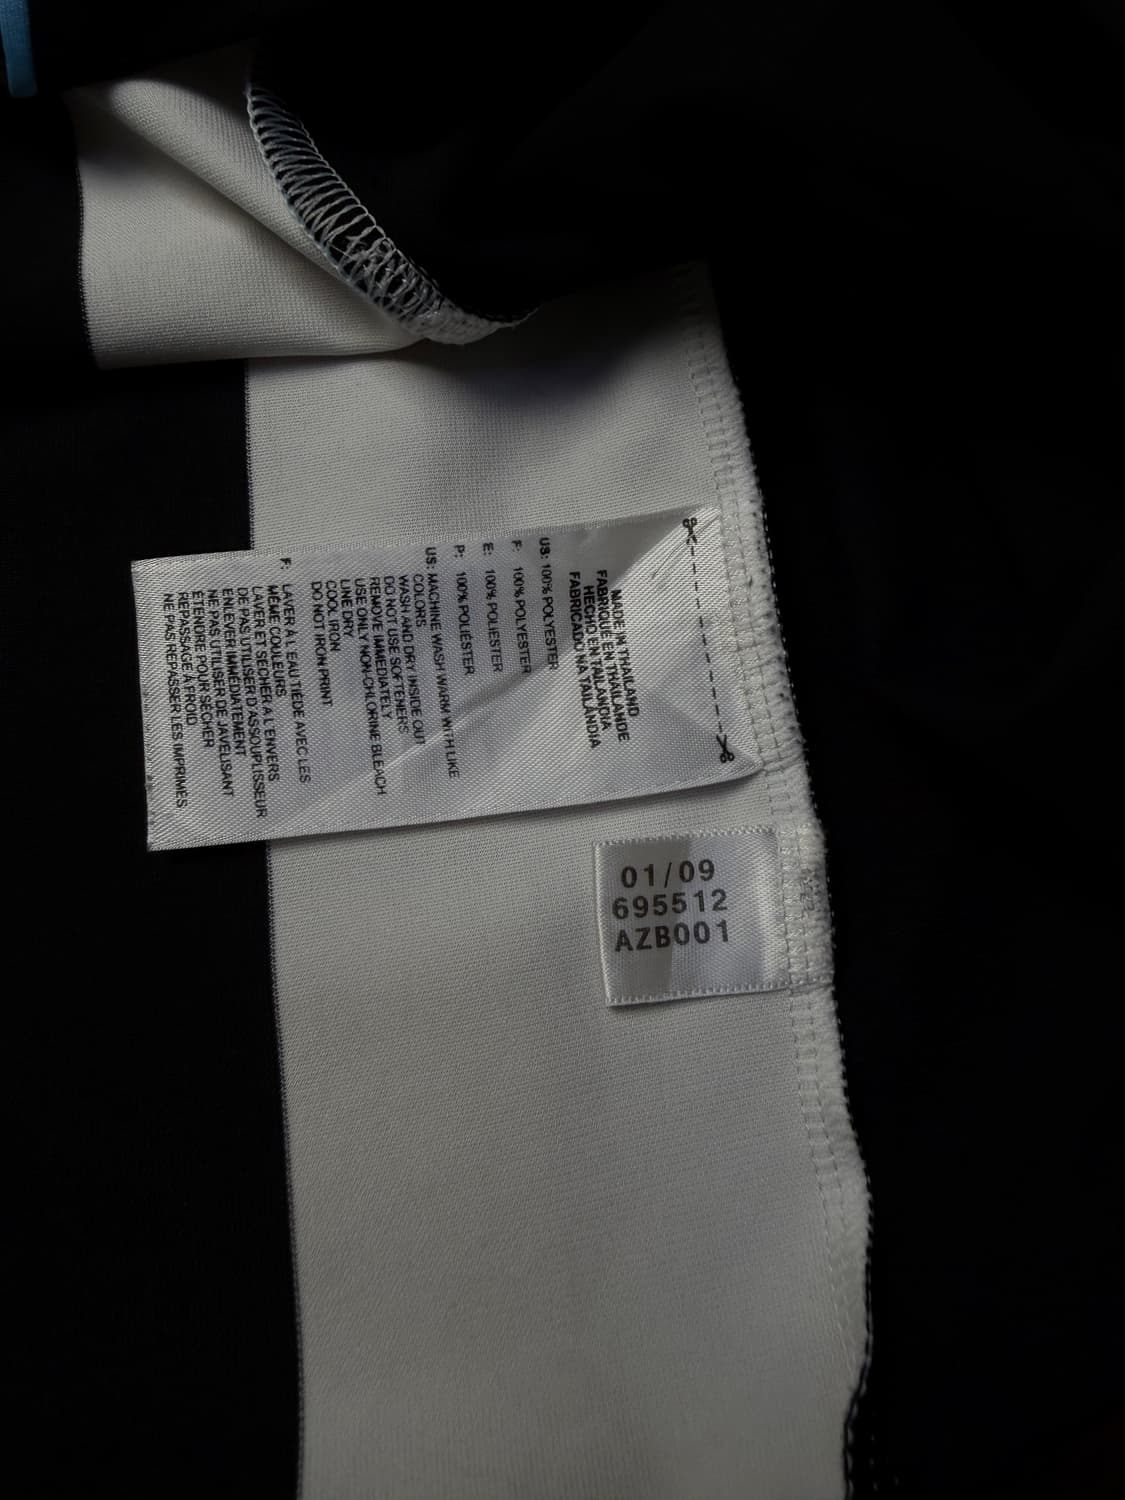 MADE IN THAILAND
FABRIQUÉ EN THAÏLANDE
HECHO EN TAILANDIA
FABRICADO NA TAILÂNDIA
US: 100% POLYESTER
F: 100% POLYESTER
E: 100% POLIESTER
P: 100% POLIÉSTER
US: MACHINE WASH WARM WITH LIKE
COLORS
WASH AND DRY INSIDE OUT
DO NOT USE SOFTENERS
REMOVE IMMEDIATELY
USE ONLY NON-CHLORINE BLEACH
LINE DRY
COOL IRON
DO NOT IRON PRINT
F: LAVER À L'EAU TIÈDE AVEC LES
MÊME COULEURS
LAVER ET SÉCHER À L'ENVERS
DE PAS UTILISER D'ASSOUPLISSEUR
ENLEVER IMMÉDIATEMENT
NE PAS UTILISER DE JAVELISANT
ÉTENDRE POUR SÉCHER
REPASSAGE À FROID
NE PAS REPASSER LES IMPRIMÉS
01/09
695512
AZB001